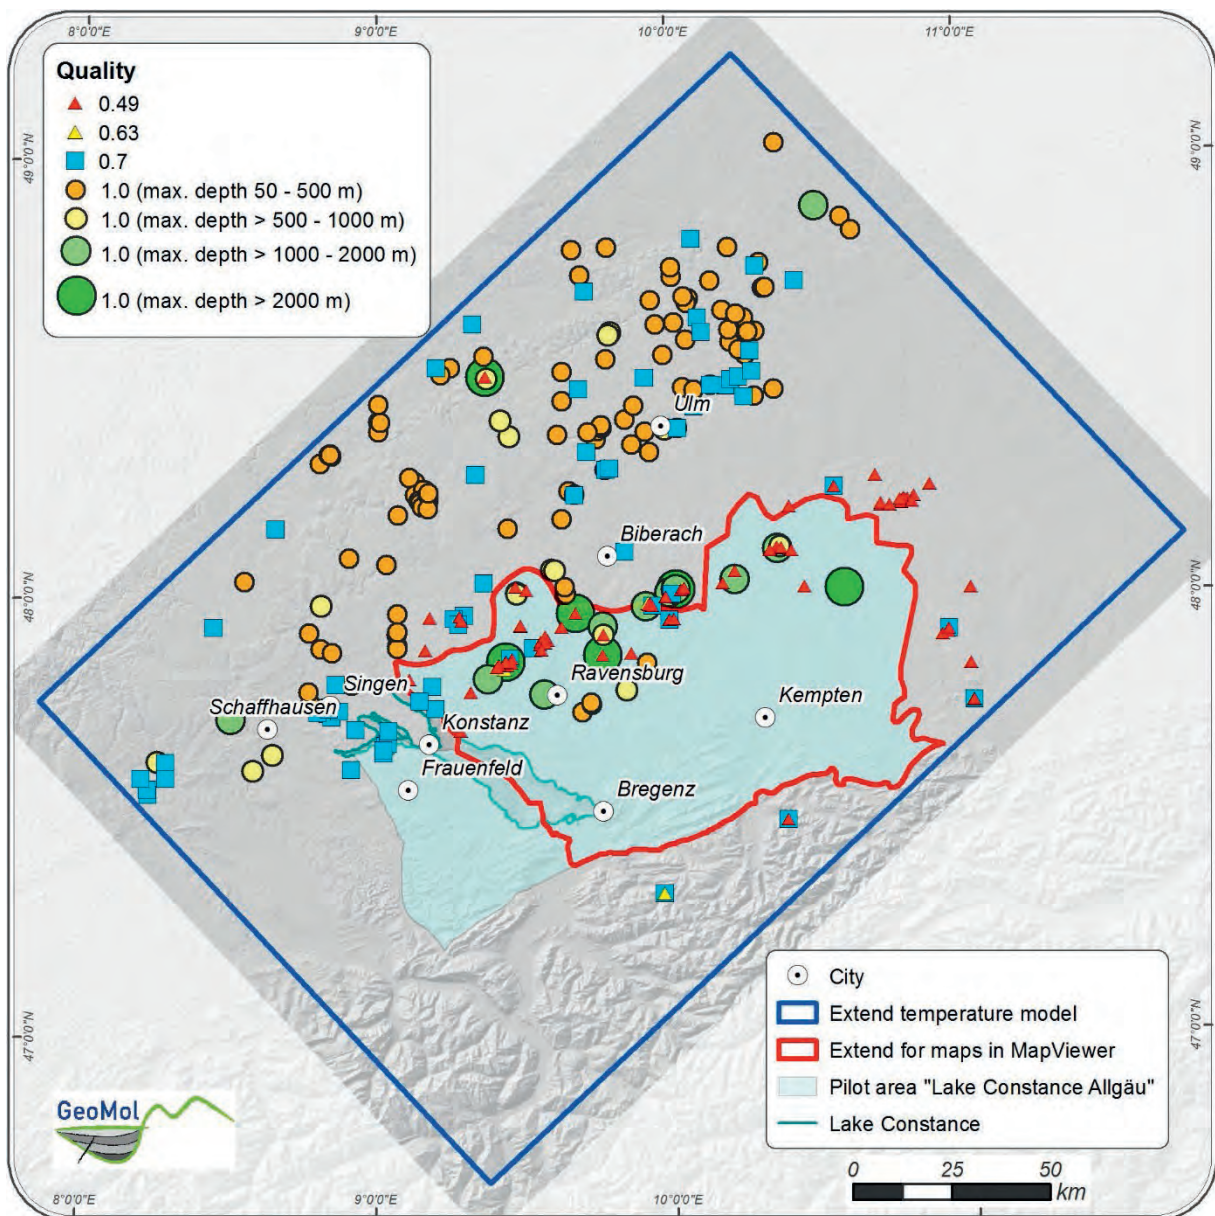 8°0'0"E
9°0'0"E
10°0'0"E
11°0'0"E
49°0'0"N
49°0'0"N
Quality
0.49
0.63
0.7
1.0 (max. depth 50 - 500 m)
1.0 (max. depth > 500 - 1000 m)
1.0 (max. depth > 1000 - 2000 m)
1.0 (max. depth > 2000 m)
Ulm
Biberach
48°0'0"N
48°0'0"N
Ravensburg
Singen
Kempten
Schaffhausen
Konstanz
Frauenfeld
Bregenz
47°0'0"N
47°0'0"N
City
Extend temperature model
Extend for maps in MapViewer
Pilot area "Lake Constance Allgäu"
Lake Constance
GeoMol
0 25 50
km
8°0'0"E
9°0'0"E
10°0'0"E